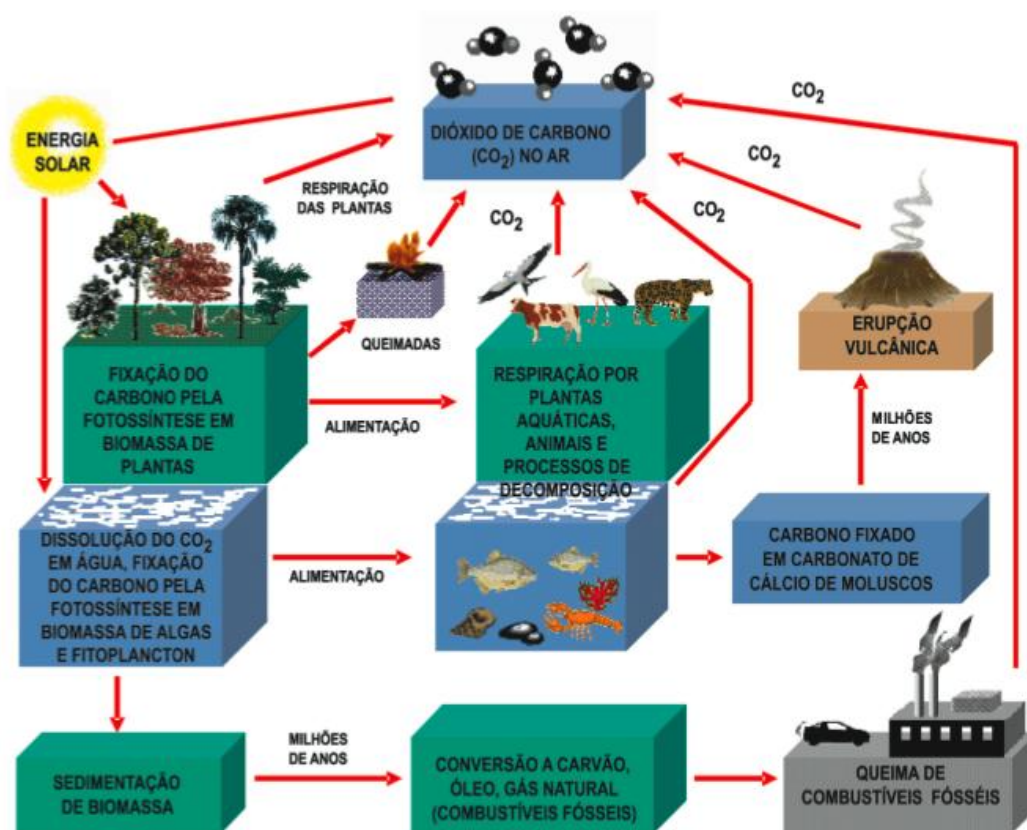 DIÓXIDO DE CARBONO
(CO₂) NO AR
CO₂
CO₂
CO₂
CO₂
ENERGIA
SOLAR
RESPIRAÇÃO
DAS PLANTAS
QUEIMADAS
ERUPÇÃO
VULCÂNICA
FIXAÇÃO DO
CARBONO PELA
FOTOSSÍNTESE EM
BIOMASSA DE
PLANTAS
ALIMENTAÇÃO
RESPIRAÇÃO POR
PLANTAS
AQUÁTICAS,
ANIMAIS E
PROCESSOS DE
DECOMPOSIÇÃO
MILHÕES
DE ANOS
DISSOLUÇÃO DO CO₂
EM ÁGUA, FIXAÇÃO
DO CARBONO PELA
FOTOSSÍNTESE EM
BIOMASSA DE ALGAS
E FITOPLANCTON
ALIMENTAÇÃO
CARBONO FIXADO
EM CARBONATO DE
CÁLCIO DE MOLUSCOS
SEDIMENTAÇÃO
DE BIOMASSA
MILHÕES
DE ANOS
CONVERSÃO A CARVÃO,
ÓLEO, GÁS NATURAL
(COMBUSTÍVEIS FÓSSEIS)
QUEIMA DE
COMBUSTÍVEIS FÓSSÉIS